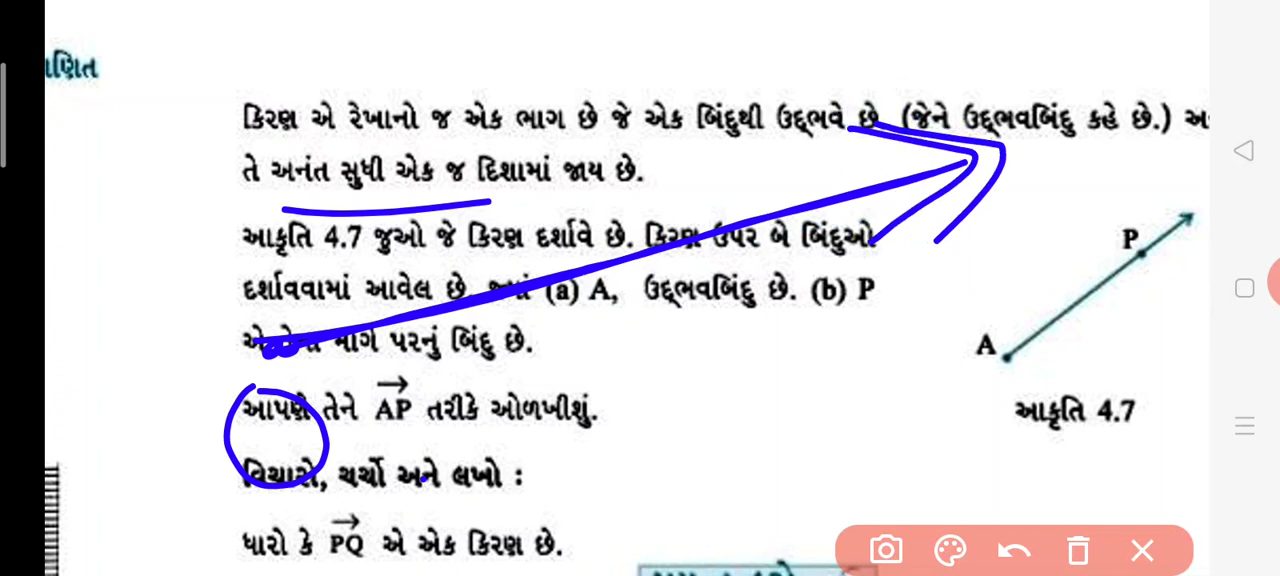 ગણિત
કિરણ એ રેખાનો જ એક ભાગ છે જે એક બિંદુથી ઉદ્ભવે છે (જેને ઉદ્ભવબિંદુ કહે છે.)
તે અનંત સુધી એક જ દિશામાં જાય છે.
આકૃતિ 4.7 જુઓ જે કિરણ દર્શાવે છે. કિરણ ઉપર બે બિંદુઓ
દર્શાવવામાં આવેલ છે. જ્યાં (a) A, ઉદ્ભવબિંદુ છે. (b) P
એ માર્ગ પરનું બિંદુ છે.
P
A
આકૃતિ 4.7
આપણે તેને AP તરીકે ઓળખીશું.
વિચારો, ચર્ચો અને લખો :
ધારો કે PQ એ એક કિરણ છે.